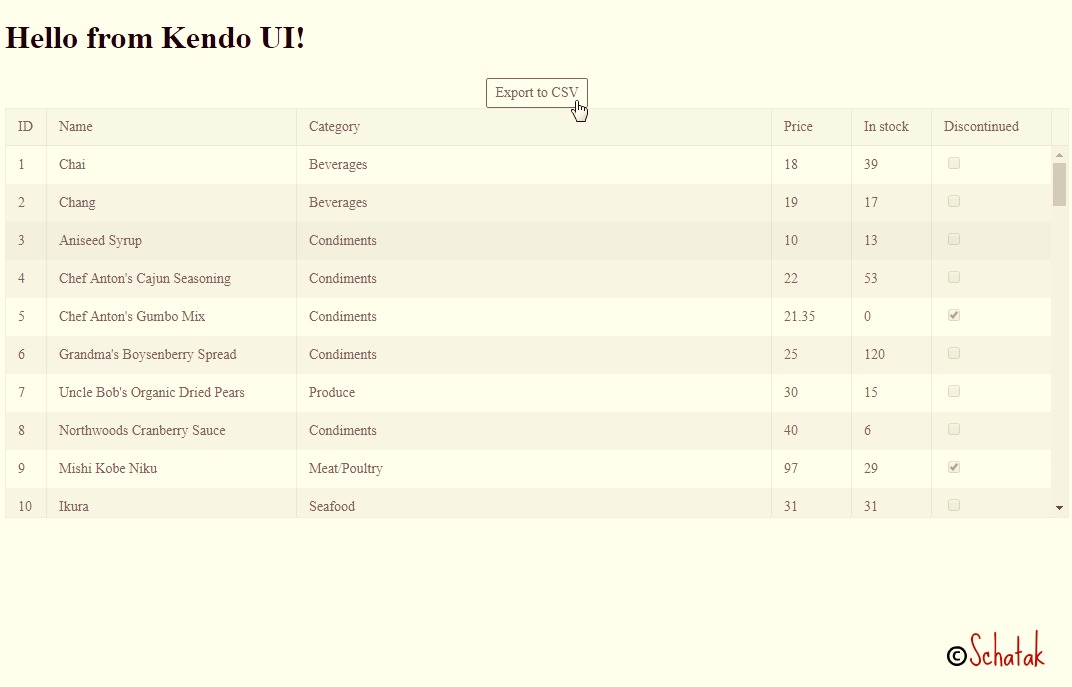 Hello from Kendo UI!
Export to CSV
ID Name Category Price In stock Discontinued
1 Chai Beverages 18 39
2 Chang Beverages 19 17
3 Aniseed Syrup Condiments 10 13
4 Chef Anton's Cajun Seasoning Condiments 22 53
5 Chef Anton's Gumbo Mix Condiments 21.35 0
6 Grandma's Boysenberry Spread Condiments 25 120
7 Uncle Bob's Organic Dried Pears Produce 30 15
8 Northwoods Cranberry Sauce Condiments 40 6
9 Mishi Kobe Niku Meat/Poultry 97 29
10 Ikura Seafood 31 31
©Schatak